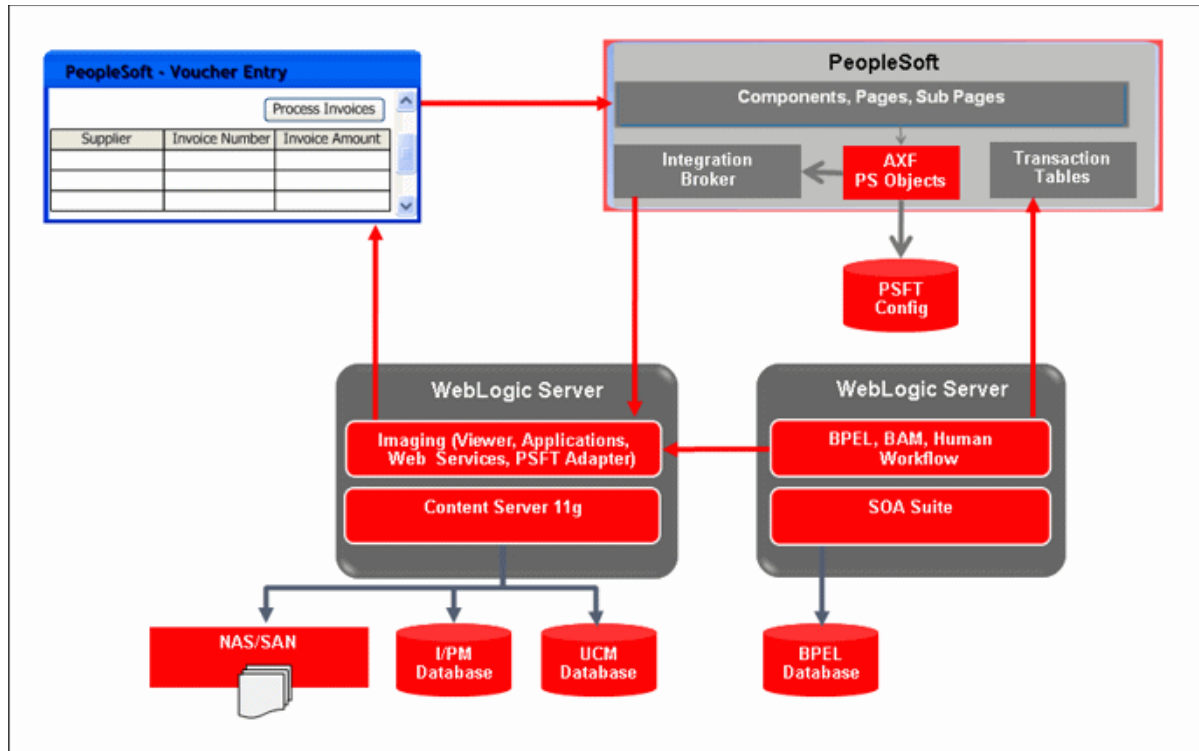 PeopleSoft - Voucher Entry
Process Invoices
Supplier Invoice Number Invoice Amount
PeopleSoft
Components, Pages, Sub Pages
Integration
Broker
AXF
PS Objects
Transaction
Tables
PSFT
Config
WebLogic Server
Imaging (Viewer, Applications,
Web Services, PSFT Adapter)
Content Server 11g
WebLogic Server
BPEL, BAM, Human
Workflow
SOA Suite
NAS/SAN
I/PM
Database
UCM
Database
BPEL
Database